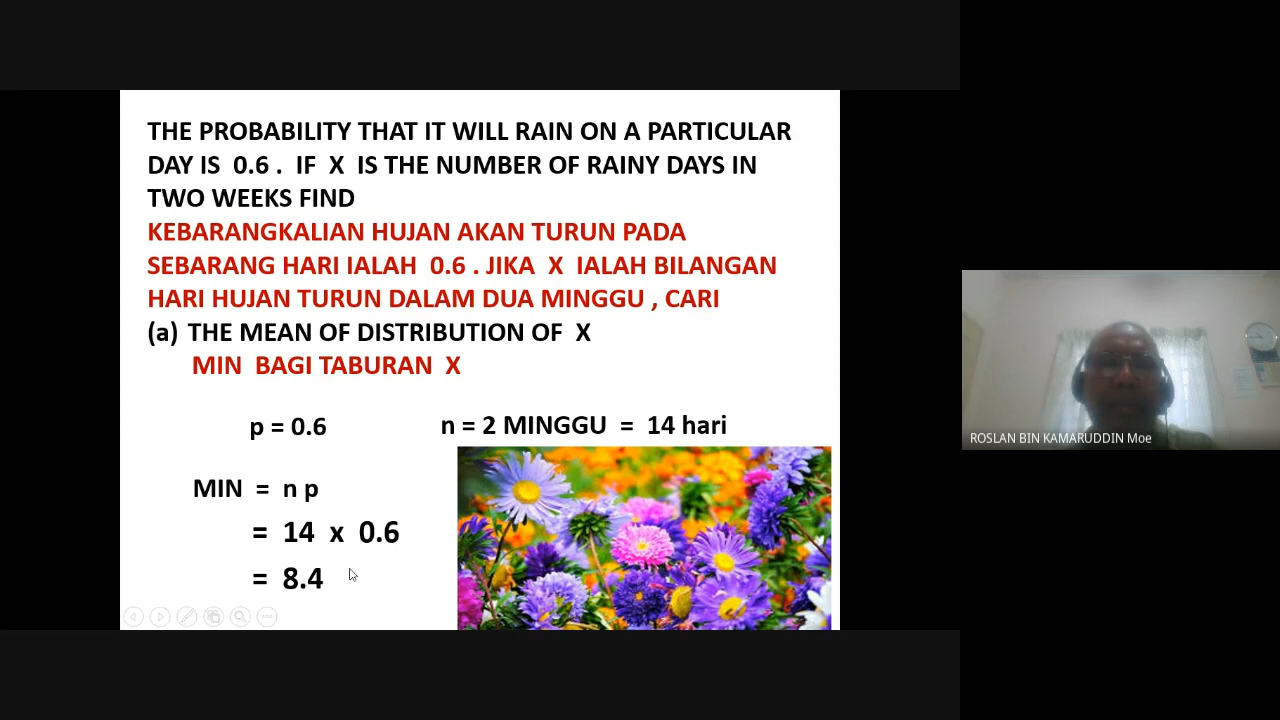 THE PROBABILITY THAT IT WILL RAIN ON A PARTICULAR
DAY IS 0.6 . IF X IS THE NUMBER OF RAINY DAYS IN
TWO WEEKS FIND
KEBARANGKALIAN HUJAN AKAN TURUN PADA
SEBARANG HARI IALAH 0.6 . JIKA X IALAH BILANGAN
HARI HUJAN TURUN DALAM DUA MINGGU , CARI
(a) THE MEAN OF DISTRIBUTION OF X
MIN BAGI TABURAN X
p = 0.6 n = 2 MINGGU = 14 hari
MIN = n p
= 14 x 0.6
= 8.4
ROSLAN BIN KAMARUDDIN Moe